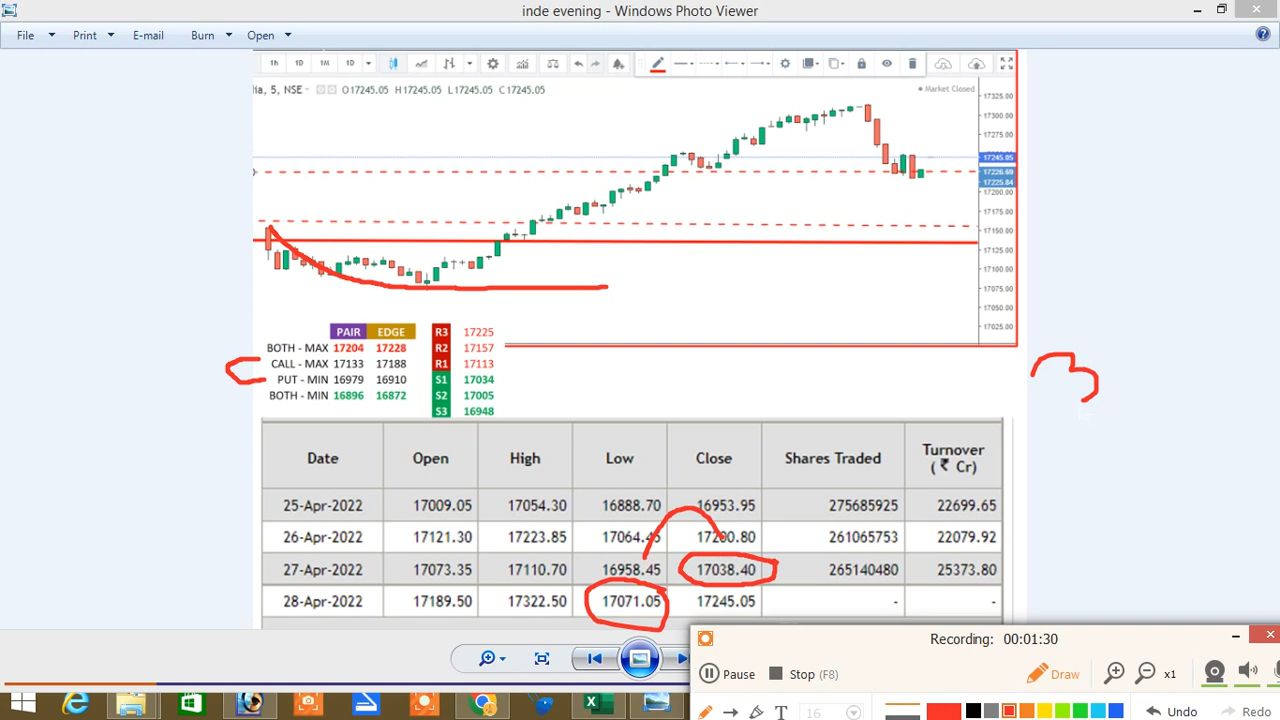 inde evening - Windows Photo Viewer
File Print E-mail Burn Open
1h 1D 1M 1D
lia, 5, NSE O17245.05 H17245.05 L17245.05 C17245.05
Market Closed
17325.00
17300.00
17275.00
17245.05
17226.69
17225.84
17200.00
17175.00
17150.00
17125.00
17100.00
17075.00
17050.00
17025.00
PAIR EDGE R3 17225
BOTH - MAX 17204 17228 R2 17157
CALL - MAX 17133 17188 R1 17113
PUT - MIN 16979 16910 S1 17034
BOTH - MIN 16896 16872 S2 17005
S3 16948
3
Date Open High Low Close Shares Traded Turnover
( ₹ Cr)
25-Apr-2022 17009.05 17054.30 16888.70 16953.95 275685925 22699.65
26-Apr-2022 17121.30 17223.85 17064.45 17200.80 261065753 22079.92
27-Apr-2022 17073.35 17110.70 16958.45 17038.40 265140480 25373.80
28-Apr-2022 17189.50 17322.50 17071.05 17245.05 - -
Recording: 00:01:30
Pause Stop (F8) Draw x1
T 16 Undo Redo